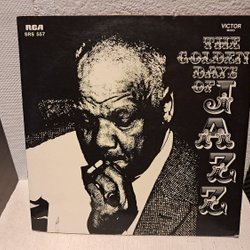 RCA
SRS 557
VICTOR
THE
GOLDEN
DAYS
OF
JAZZ